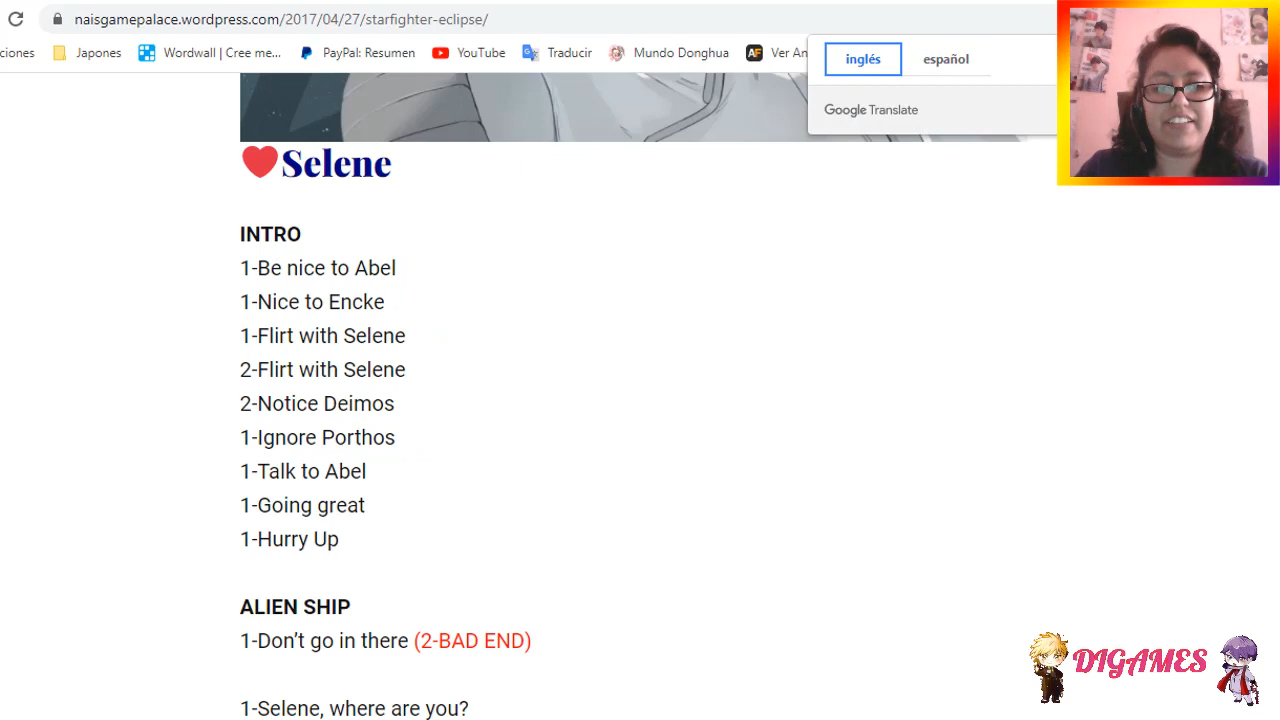 naisgamepalace.wordpress.com/2017/04/27/starfighter-eclipse/
ciones Japones Wordwall | Cree me... PayPal: Resumen YouTube Traducir Mundo Donghua AF Ver An
inglés español
Google Translate
Selene
INTRO
1-Be nice to Abel
1-Nice to Encke
1-Flirt with Selene
2-Flirt with Selene
2-Notice Deimos
1-Ignore Porthos
1-Talk to Abel
1-Going great
1-Hurry Up
ALIEN SHIP
1-Don’t go in there (2-BAD END)
1-Selene, where are you?
DIGAMES